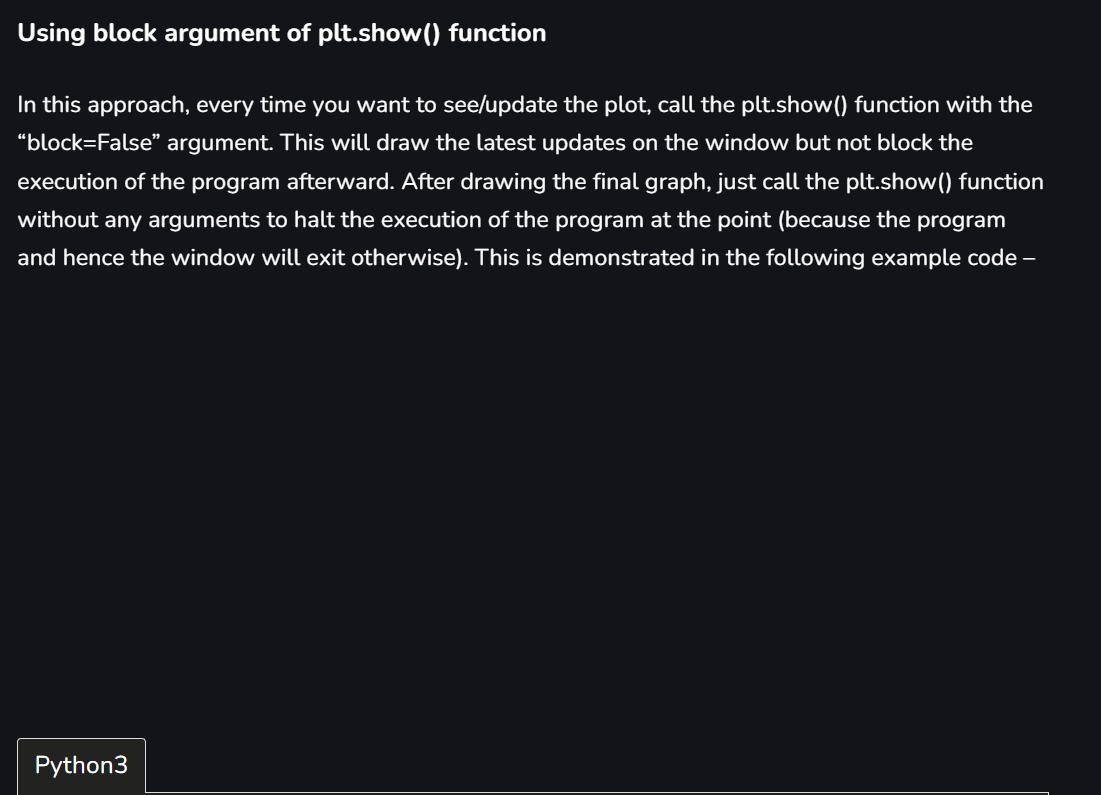 Using block argument of plt.show() function
In this approach, every time you want to see/update the plot, call the plt.show() function with the
“block=False” argument. This will draw the latest updates on the window but not block the
execution of the program afterward. After drawing the final graph, just call the plt.show() function
without any arguments to halt the execution of the program at the point (because the program
and hence the window will exit otherwise). This is demonstrated in the following example code –
Python3